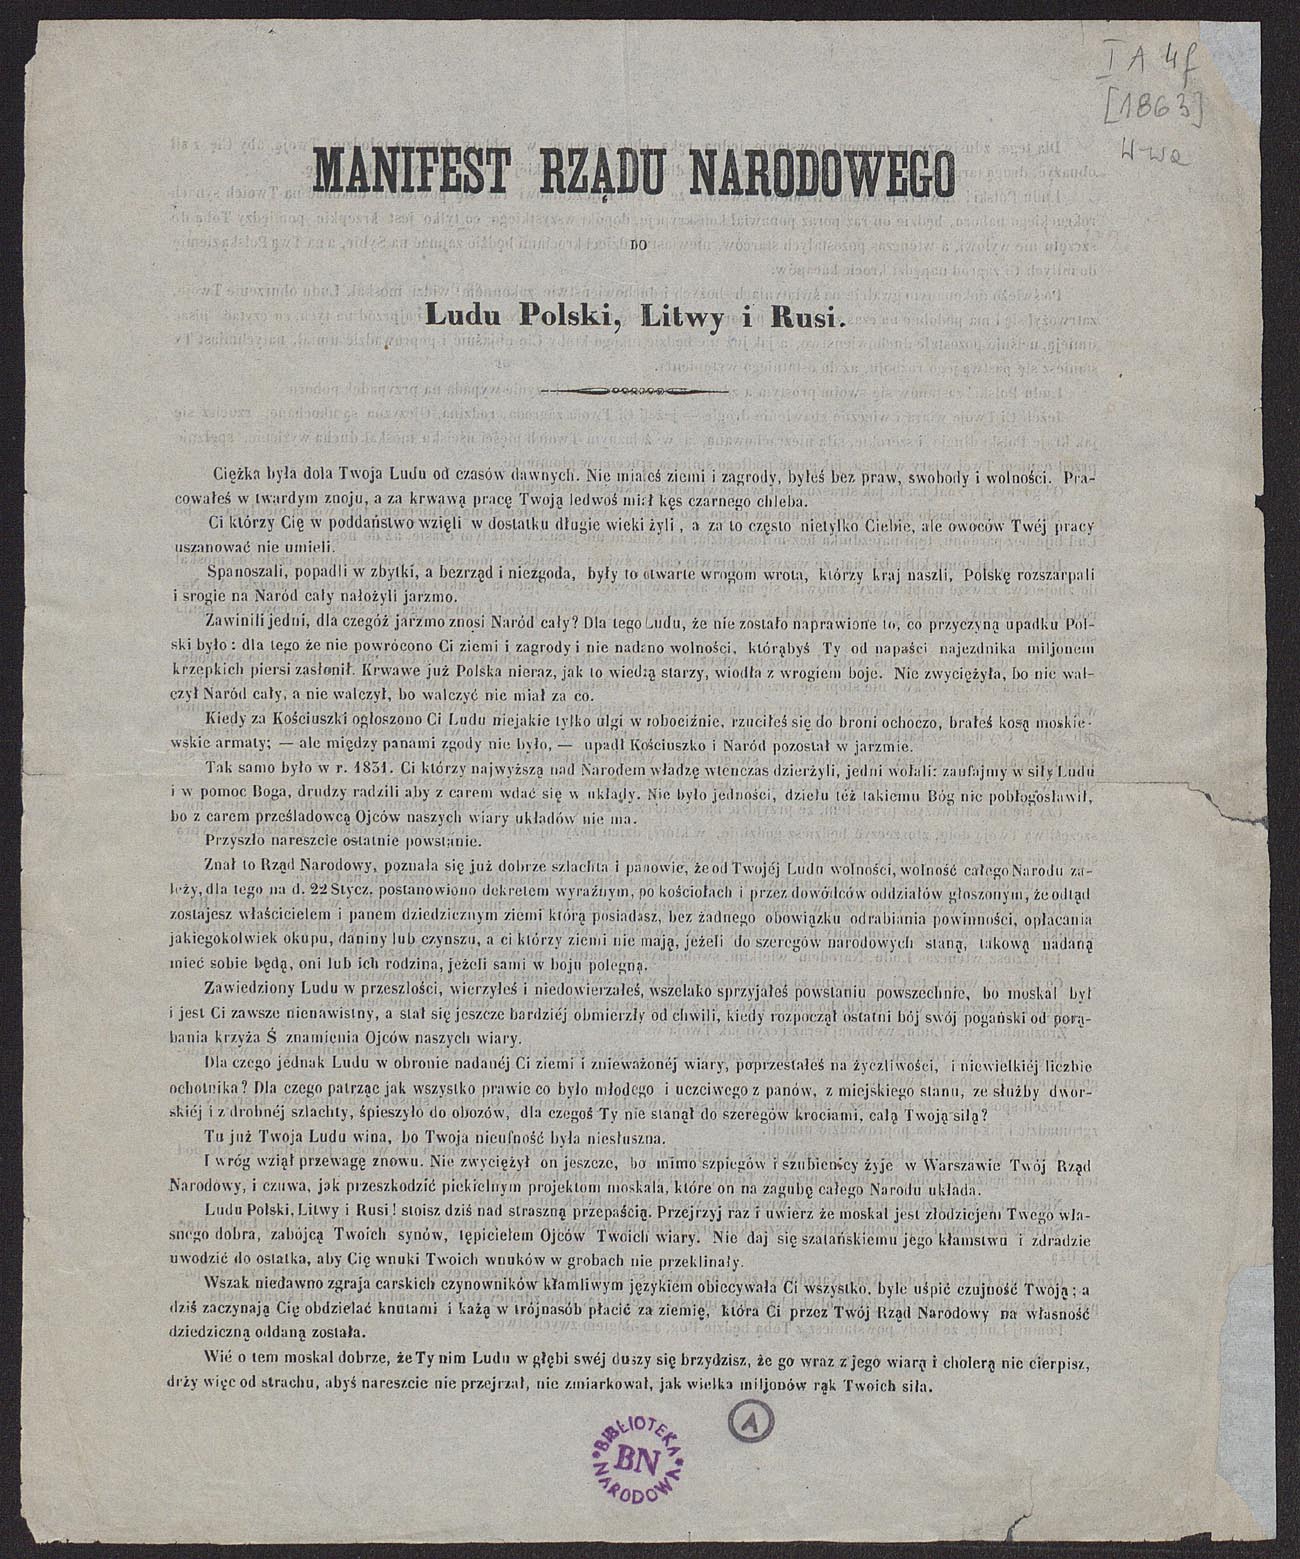 I A 4f
[1863]
W-wa
MANIFEST RZĄDU NARODOWEGO
DO
Ludu Polski, Litwy i Rusi.
Ciężka była dola Twoja Ludu od czasów dawnych. Nie miałeś ziemi i zagrody, byłeś bez praw, swobody i wolności. Pra-
cowałeś w twardym znoju, a za krwawą pracę Twoją ledwoś miał kęs czarnego chleba.
Ci którzy Cię w poddaństwo wzięli w dostatku długie wieki żyli, a za to często nietylko Ciebie, ale owoców Twéj pracy
uszanować nie umieli.
Spanoszali, popadli w zbytki, a bezrząd i niezgoda, były to otwarte wrogom wrota, którzy kraj naszli, Polskę rozszarpali
i srogie na Naród cały nałożyli jarzmo.
Zawinili jedni, dla czegóż jarzmo znosi Naród cały? Dla tego Ludu, że nie zostało naprawione to, co przyczyną upadku Pol-
ski było: dla tego że nie powrócono Ci ziemi i zagrody i nie nadano wolności, którąbyś Ty od napaści najezdnika miljonem
krzepkich piersi zasłonił. Krwawe już Polska nieraz, jak to wiedzą starzy, wiodła z wrogiem boje. Nie zwyciężyła, bo nie wal-
czył Naród cały, a nie walczył, bo walczyć nie miał za co.
Kiedy za Kościuszki ogłoszono Ci Ludu niejakie tylko ulgi w robociźnie, rzuciłeś się do broni ochoczo, brałeś kosą moskie-
wskie armaty; — ale między panami zgody nie było, — upadł Kościuszko i Naród pozostał w jarzmie.
Tak samo było w r. 1831. Ci którzy najwyższą nad Narodem władzę wtenczas dzierżyli, jedni wołali: zaufajmy w siły Ludu
i w pomoc Boga, drudzy radzili aby z carem wdać się w układy. Nie było jedności, dziełu téż takiemu Bóg nie pobłogosławił,
bo z carem prześladowcą Ojców naszych wiary układów nie ma.
Przyszło nareszcie ostatnie powstanie.
Znał to Rząd Narodowy, poznała się już dobrze szlachta i panowie, że od Twojéj Ludu wolności, wolność całego Narodu za-
leży, dla tego na d. 22 Stycz. postanowiono dekretem wyraźnym, po kościołach i przez dowódców oddziałów głoszonym, że odtąd
zostajesz właścicielem i panem dziedzicznym ziemi którą posiadasz, bez żadnego obowiązku odrabiania powinności, opłacania
jakiegokolwiek okupu, daniny lub czynszu, a ci którzy ziemi nie mają, jeżeli do szeregów narodowych staną, takową nadaną
mieć sobie będą, oni lub ich rodzina, jeżeli sami w boju polegną.
Zawiedziony Ludu w przeszłości, wierzyłeś i niedowierzałeś, wszelako sprzyjałeś powstaniu powszechnie, bo moskal był
i jest Ci zawsze nienawistny, a stał się jeszcze bardziéj obmierzły od chwili, kiedy rozpoczął ostatni bój swój pogański od porą-
bania krzyża Ś znamienia Ojców naszych wiary.
Dla czego jednak Ludu w obronie nadanéj Ci ziemi i znieważonéj wiary, poprzestałeś na życzliwości, i niewielkiéj liczbie
ochotnika? Dla czego patrząc jak wszystko prawie co było młodego i uczciwego z panów, z miejskiego stanu, ze służby dwor-
skiéj i z drobnéj szlachty, śpieszyło do obozów, dla czegoś Ty nie stanął do szeregów krociami, całą Twoją siłą?
Tu już Twoja Ludu wina, bo Twoja nieufność była niesłuszna.
I wróg wziął przewagę znowu. Nie zwyciężył on jeszcze, bo mimo szpiegów i szubienicy żyje w Warszawie Twój Rząd
Narodowy, i czuwa, jak przeszkodzić piekielnym projektom moskala, które on na zagubę całego Narodu układa.
Ludu Polski, Litwy i Rusi! stoisz dziś nad straszną przepaścią. Przejrzyj raz i uwierz że moskal jest złodziejem Twego wła-
snego dobra, zabójcą Twoich synów, tępicielem Ojców Twoich wiary. Nie daj się szatańskiemu jego kłamstwu i zdradzie
uwodzić do ostatka, aby Cię wnuki Twoich wnuków w grobach nie przeklinały.
Wszak niedawno zgraja carskich czynowników kłamliwym językiém obiecywała Ci wszystko, byle uśpić czujność Twoją; a
dziś zaczynają Cię obdzielać knutami i każą w trójnasób płacić za ziemię, która Ci przez Twój Rząd Narodowy na własność
dziedziczną oddaną została.
Wié o tem moskal dobrze, że Ty nim Ludu w głębi swéj duszy się brzydzisz, że go wraz z jego wiarą i cholerą nie cierpisz,
drży więc od strachu, abyś nareszcie nie przejrzał, nie zmiarkował, jak wielka miljonów rąk Twoich siła.
A
BIBLIOTEKA
BN
NARODOWA